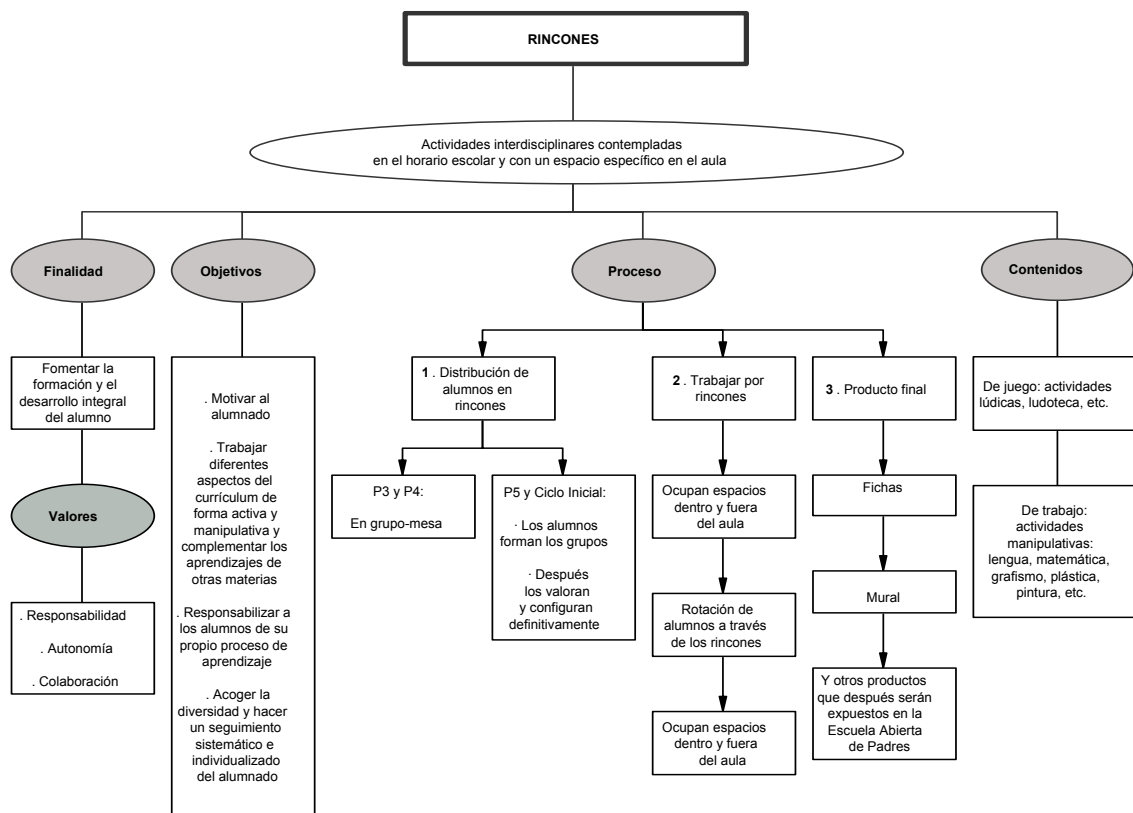 RINCONES
Actividades interdisciplinares contempladas
en el horario escolar y con un espacio específico en el aula
Finalidad
Objetivos
Proceso
Contenidos
Fomentar la
formación y el
desarrollo integral
del alumno
Valores
. Responsabilidad
. Autonomía
. Colaboración
. Motivar al
alumnado
. Trabajar
diferentes
aspectos del
currículum de
forma activa y
manipulativa y
complementar los
aprendizajes de
otras materias
. Responsabilizar a
los alumnos de su
propio proceso de
aprendizaje
. Acoger la
diversidad y hacer
un seguimiento
sistemático e
individualizado
del alumnado
1 . Distribución de
alumnos en
rincones
P3 y P4:
En grupo-mesa
P5 y Ciclo Inicial:
· Los alumnos
forman los grupos
· Después
los valoran
y configuran
definitivamente
2 . Trabajar por
rincones
Ocupan espacios
dentro y fuera
del aula
Rotación de
alumnos a través
de los rincones
Ocupan espacios
dentro y fuera
del aula
3 . Producto final
Fichas
Mural
Y otros productos
que después serán
expuestos en la
Escuela Abierta
de Padres
De juego: actividades
lúdicas, ludoteca, etc.
De trabajo:
actividades
manipulativas:
lengua, matemática,
grafismo, plástica,
pintura, etc.